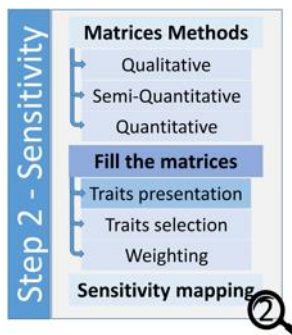 Step 2 - Sensitivity
Matrices Methods
Qualitative
Semi-Quantitative
Quantitative
Fill the matrices
Traits presentation
Traits selection
Weighting
Sensitivity mapping
2